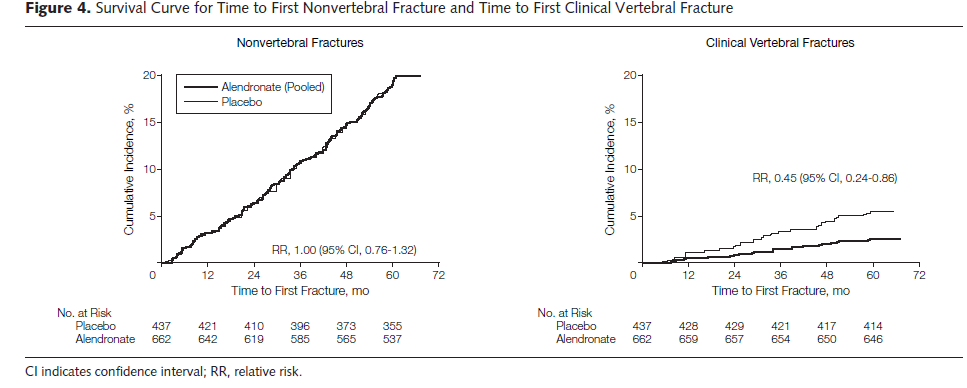 Figure 4. Survival Curve for Time to First Nonvertebral Fracture and Time to First Clinical Vertebral Fracture
Nonvertebral Fractures
20
15
10
5
Cumulative Incidence, %
Alendronate (Pooled)
Placebo
RR, 1.00 (95% CI, 0.76-1.32)
0 12 24 36 48 60 72
Time to First Fracture, mo
No. at Risk
Placebo 437 421 410 396 373 355
Alendronate 662 642 619 585 565 537
Clinical Vertebral Fractures
20
15
10
5
Cumulative Incidence, %
RR, 0.45 (95% CI, 0.24-0.86)
0 12 24 36 48 60 72
Time to First Fracture, mo
No. at Risk
Placebo 437 428 429 421 417 414
Alendronate 662 659 657 654 650 646
CI indicates confidence interval; RR, relative risk.